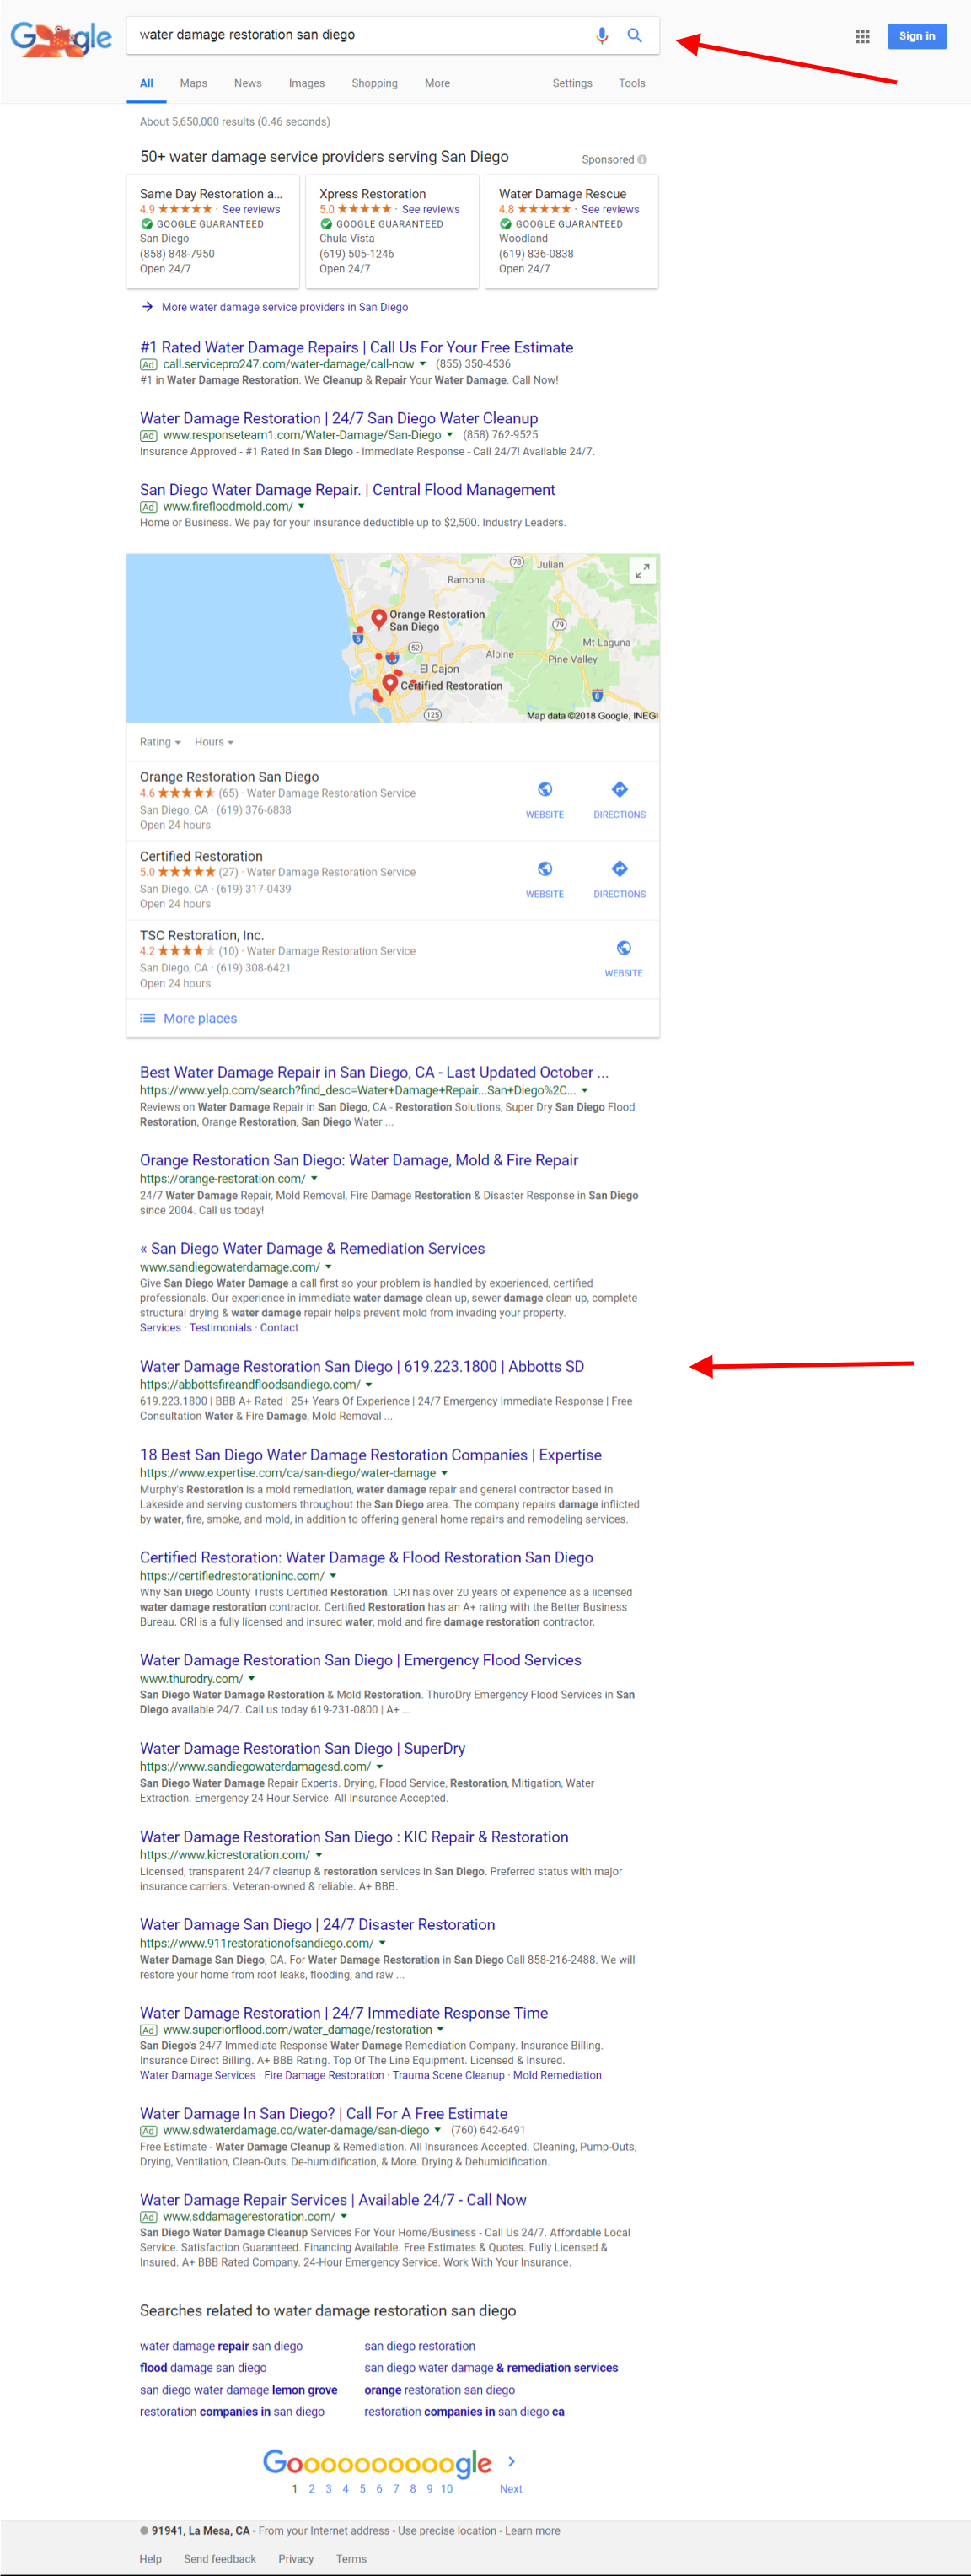 Google
water damage restoration san diego
Sign in
All Maps News Images Shopping More Settings Tools
About 5,650,000 results (0.46 seconds)
50+ water damage service providers serving San Diego Sponsored
Same Day Restoration a...
4.9 ★★★★★ · See reviews
GOOGLE GUARANTEED
San Diego
(858) 848-7950
Open 24/7
Xpress Restoration
5.0 ★★★★★ · See reviews
GOOGLE GUARANTEED
Chula Vista
(619) 505-1246
Open 24/7
Water Damage Rescue
4.8 ★★★★★ · See reviews
GOOGLE GUARANTEED
Woodland
(619) 836-0838
Open 24/7
More water damage service providers in San Diego
#1 Rated Water Damage Repairs | Call Us For Your Free Estimate
Ad call.servicepro247.com/water-damage/call-now (855) 350-4536
#1 in Water Damage Restoration. We Cleanup & Repair Your Water Damage. Call Now!
Water Damage Restoration | 24/7 San Diego Water Cleanup
Ad www.responseteam1.com/Water-Damage/San-Diego (858) 762-9525
Insurance Approved - #1 Rated in San Diego - Immediate Response - Call 24/7! Available 24/7.
San Diego Water Damage Repair. | Central Flood Management
Ad www.firefloodmold.com/
Home or Business. We pay for your insurance deductible up to $2,500. Industry Leaders.
78 Julian
Ramona
Orange Restoration
San Diego
79
5
52
Mt Laguna
Alpine
Pine Valley
El Cajon
Certified Restoration
8
125
Map data ©2018 Google, INEGI
Rating Hours
Orange Restoration San Diego
4.6 ★★★★★ (65) · Water Damage Restoration Service
San Diego, CA · (619) 376-6838
Open 24 hours
WEBSITE DIRECTIONS
Certified Restoration
5.0 ★★★★★ (27) · Water Damage Restoration Service
San Diego, CA · (619) 317-0439
Open 24 hours
WEBSITE DIRECTIONS
TSC Restoration, Inc.
4.2 ★★★★★ (10) · Water Damage Restoration Service
San Diego, CA · (619) 308-6421
Open 24 hours
WEBSITE
More places
Best Water Damage Repair in San Diego, CA - Last Updated October ...
https://www.yelp.com/search?find_desc=Water+Damage+Repair...San+Diego%2C...
Reviews on Water Damage Repair in San Diego, CA - Restoration Solutions, Super Dry San Diego Flood
Restoration, Orange Restoration, San Diego Water ...
Orange Restoration San Diego: Water Damage, Mold & Fire Repair
https://orange-restoration.com/
24/7 Water Damage Repair, Mold Removal, Fire Damage Restoration & Disaster Response in San Diego
since 2004. Call us today!
« San Diego Water Damage & Remediation Services
www.sandiegowaterdamage.com/
Give San Diego Water Damage a call first so your problem is handled by experienced, certified
professionals. Our experience in immediate water damage clean up, sewer damage clean up, complete
structural drying & water damage repair helps prevent mold from invading your property.
Services · Testimonials · Contact
Water Damage Restoration San Diego | 619.223.1800 | Abbotts SD
https://abbottsfireandfloodsandiego.com/
619.223.1800 | BBB A+ Rated | 25+ Years Of Experience | 24/7 Emergency Immediate Response | Free
Consultation Water & Fire Damage, Mold Removal ...
18 Best San Diego Water Damage Restoration Companies | Expertise
https://www.expertise.com/ca/san-diego/water-damage
Murphy's Restoration is a mold remediation, water damage repair and general contractor based in
Lakeside and serving customers throughout the San Diego area. The company repairs damage inflicted
by water, fire, smoke, and mold, in addition to offering general home repairs and remodeling services.
Certified Restoration: Water Damage & Flood Restoration San Diego
https://certifiedrestorationinc.com/
Why San Diego County Trusts Certified Restoration. CRI has over 20 years of experience as a licensed
water damage restoration contractor. Certified Restoration has an A+ rating with the Better Business
Bureau. CRI is a fully licensed and insured water, mold and fire damage restoration contractor.
Water Damage Restoration San Diego | Emergency Flood Services
www.thurodry.com/
San Diego Water Damage Restoration & Mold Restoration. ThuroDry Emergency Flood Services in San
Diego available 24/7. Call us today 619-231-0800 | A+ ...
Water Damage Restoration San Diego | SuperDry
https://www.sandiegowaterdamagesd.com/
San Diego Water Damage Repair Experts. Drying, Flood Service, Restoration, Mitigation, Water
Extraction. Emergency 24 Hour Service. All Insurance Accepted.
Water Damage Restoration San Diego : KIC Repair & Restoration
https://www.kicrestoration.com/
Licensed, transparent 24/7 cleanup & restoration services in San Diego. Preferred status with major
insurance carriers. Veteran-owned & reliable. A+ BBB.
Water Damage San Diego | 24/7 Disaster Restoration
https://www.911restorationofsandiego.com/
Water Damage San Diego, CA. For Water Damage Restoration in San Diego Call 858-216-2488. We will
restore your home from roof leaks, flooding, and raw ...
Water Damage Restoration | 24/7 Immediate Response Time
Ad www.superiorflood.com/water_damage/restoration
San Diego's 24/7 Immediate Response Water Damage Remediation Company. Insurance Billing.
Insurance Direct Billing. A+ BBB Rating. Top Of The Line Equipment. Licensed & Insured.
Water Damage Services · Fire Damage Restoration · Trauma Scene Cleanup · Mold Remediation
Water Damage In San Diego? | Call For A Free Estimate
Ad www.sdwaterdamage.co/water-damage/san-diego (760) 642-6491
Free Estimate - Water Damage Cleanup & Remediation. All Insurances Accepted. Cleaning, Pump-Outs,
Drying, Ventilation, Clean-Outs, De-humidification, & More. Drying & Dehumidification.
Water Damage Repair Services | Available 24/7 - Call Now
Ad www.sddamagerestoration.com/
San Diego Water Damage Cleanup Services For Your Home/Business - Call Us 24/7. Affordable Local
Service. Satisfaction Guaranteed. Financing Available. Free Estimates & Quotes. Fully Licensed &
Insured. A+ BBB Rated Company. 24-Hour Emergency Service. Work With Your Insurance.
Searches related to water damage restoration san diego
water damage repair san diego
flood damage san diego
san diego water damage lemon grove
restoration companies in san diego
san diego restoration
san diego water damage & remediation services
orange restoration san diego
restoration companies in san diego ca
Goooooooooogle
1 2 3 4 5 6 7 8 9 10 Next
91941, La Mesa, CA - From your Internet address - Use precise location - Learn more
Help Send feedback Privacy Terms